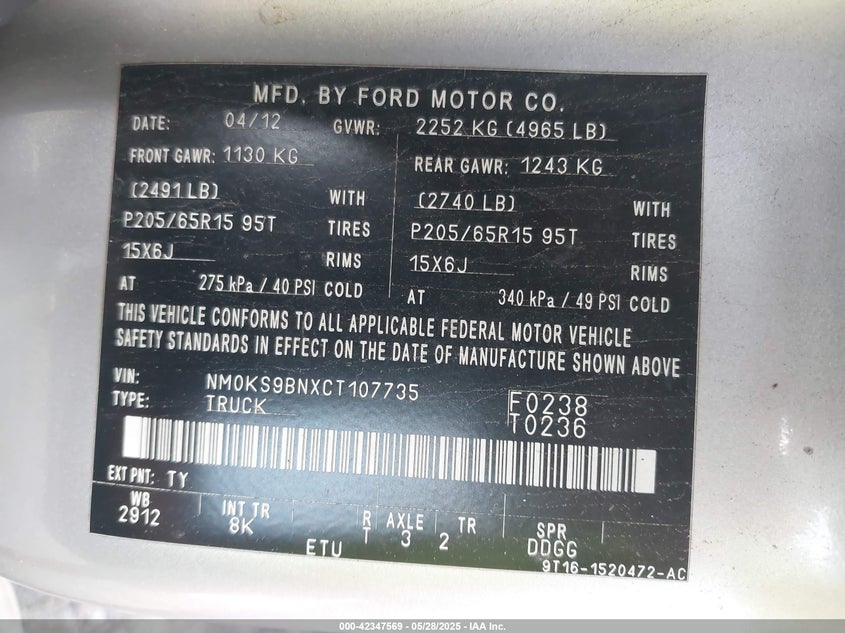 MFD. BY FORD MOTOR CO.
DATE: 04/12 GVWR: 2252 KG (4965 LB)
FRONT GAWR: 1130 KG REAR GAWR: 1243 KG
(2491 LB) WITH (2740 LB) WITH
P205/65R15 95T TIRES P205/65R15 95T TIRES
15X6J RIMS 15X6J RIMS
AT 275 kPa / 40 PSI COLD AT 340 kPa / 49 PSI COLD
THIS VEHICLE CONFORMS TO ALL APPLICABLE FEDERAL MOTOR VEHICLE
SAFETY STANDARDS IN EFFECT ON THE DATE OF MANUFACTURE SHOWN ABOVE
VIN: NM0KS9BNXCT107735 F0238
TYPE: TRUCK T0236
EXT PNT: TY
WB INT TR R AXLE TR SPR
2912 8K T 3 2 DDGG
ETU
9T16-1520472-AC
000-42347569 05/28/2025 IAA Inc.